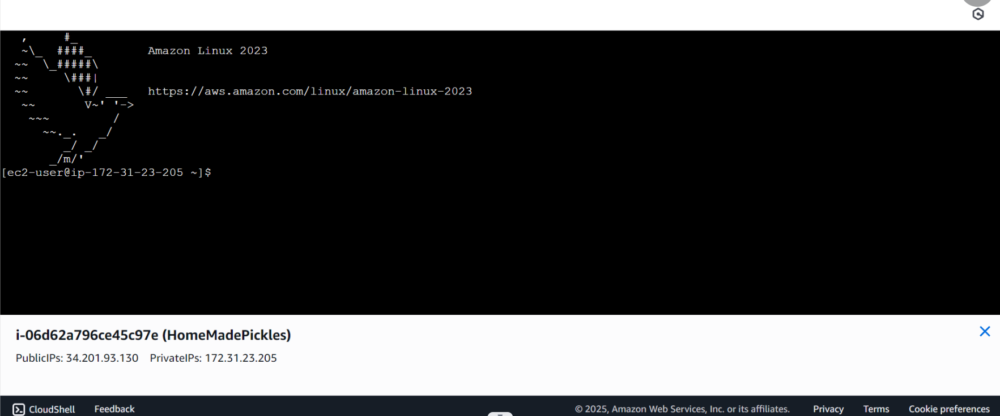 ,     #_
   ~\_  ####_        Amazon Linux 2023
  ~~  \_#####\
  ~~     \###|
  ~~       \#/ ___   https://aws.amazon.com/linux/amazon-linux-2023
   ~~       V~' '->
    ~~~         /
      ~~._.   _/
         _/ _/
       _/m/'
[ec2-user@ip-172-31-23-205 ~]$
i-06d62a796ce45c97e (HomeMadePickles)
PublicIPs: 34.201.93.130 PrivateIPs: 172.31.23.205
CloudShell Feedback © 2025, Amazon Web Services, Inc. or its affiliates. Privacy Terms Cookie preferences